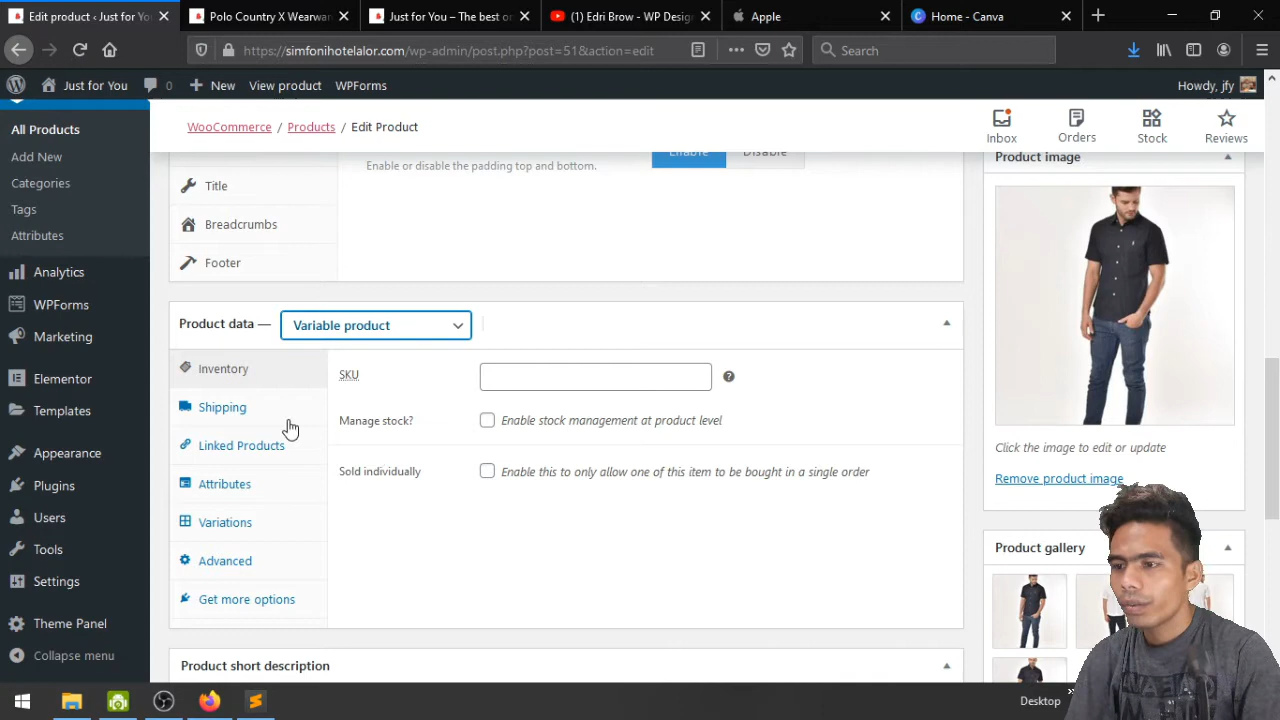 Edit product ‹ Just for You
Polo Country X Wearwan
Just for You – The best on
(1) Edri Brow - WP Design
Apple
Home - Canva
https://simfonihotelalor.com/wp-admin/post.php?post=51&action=edit
Search
Just for You
0
New
View product
WPForms
Howdy, jfy
WooCommerce / Products / Edit Product
Inbox
Orders
Stock
Reviews
All Products
Add New
Categories
Tags
Attributes
Analytics
WPForms
Marketing
Elementor
Templates
Appearance
Plugins
Users
Tools
Settings
Theme Panel
Collapse menu
Enable or disable the padding top and bottom.
Enable
Disable
Title
Breadcrumbs
Footer
Product data —
Variable product
Inventory
Shipping
Linked Products
Attributes
Variations
Advanced
Get more options
SKU
Manage stock?
Enable stock management at product level
Sold individually
Enable this to only allow one of this item to be bought in a single order
Product short description
Product image
Click the image to edit or update
Remove product image
Product gallery
Desktop